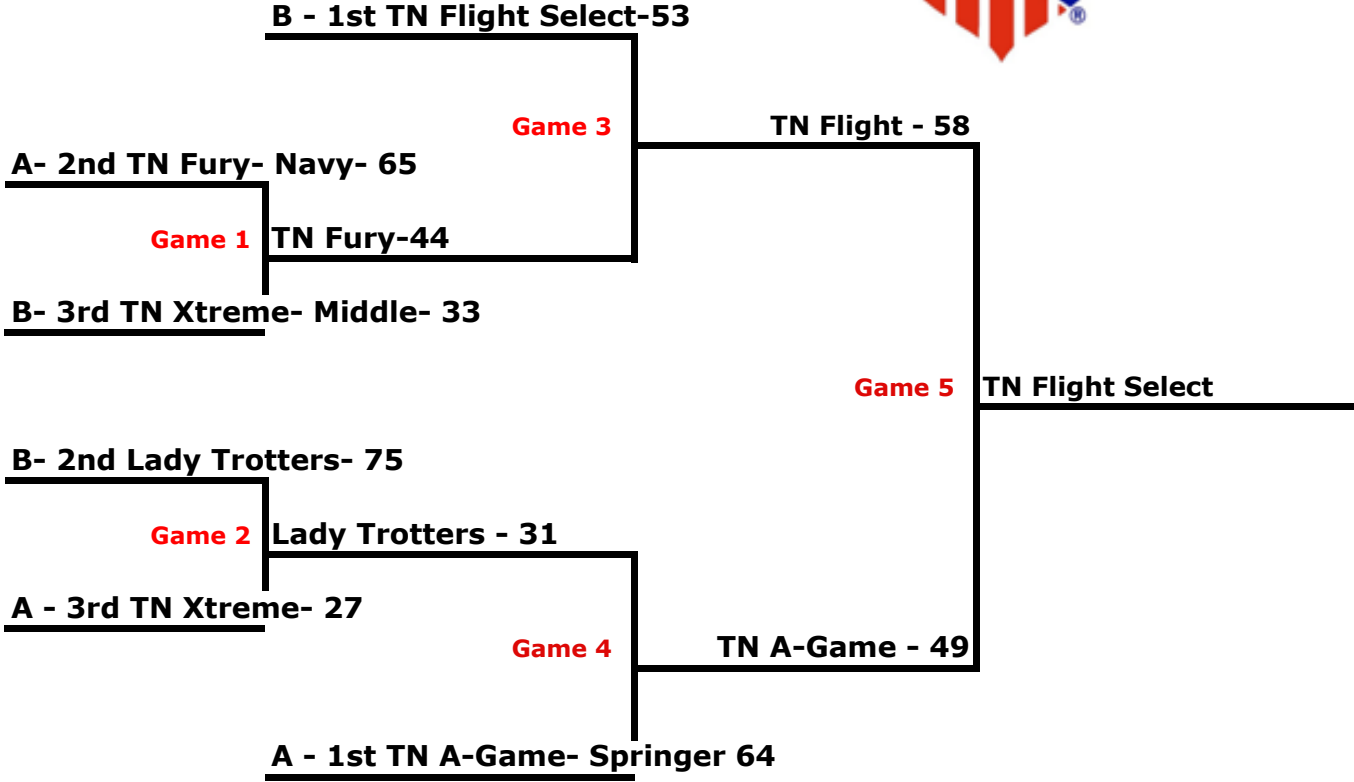 B - 1st TN Flight Select-53
Game 3
TN Flight - 58
A- 2nd TN Fury- Navy- 65
Game 1
TN Fury-44
B- 3rd TN Xtreme- Middle- 33
Game 5
TN Flight Select
B- 2nd Lady Trotters- 75
Game 2
Lady Trotters - 31
A - 3rd TN Xtreme- 27
Game 4
TN A-Game - 49
A - 1st TN A-Game- Springer 64
®